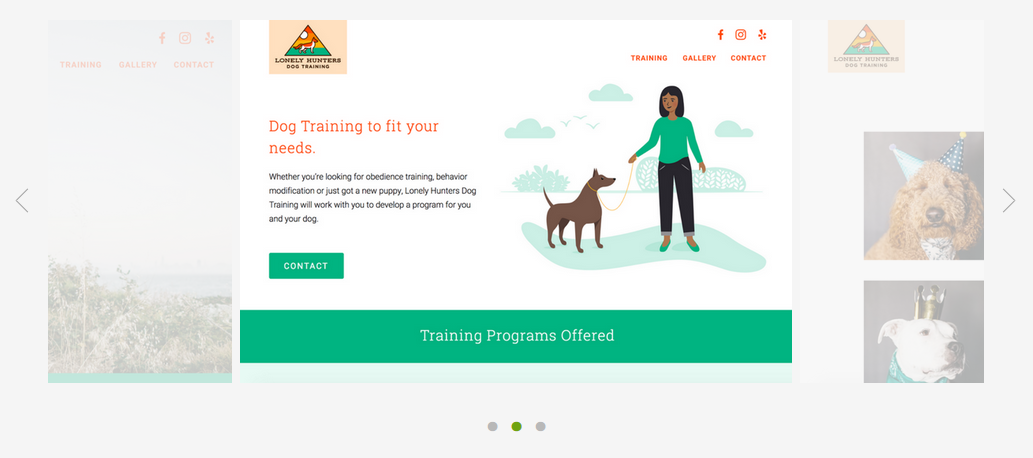 TRAINING GALLERY CONTACT
LONELY HUNTERS
DOG TRAINING
TRAINING GALLERY CONTACT
Dog Training to fit your
needs.
Whether you're looking for obedience training, behavior
modification or just got a new puppy, Lonely Hunters Dog
Training will work with you to develop a program for you
and your dog.
CONTACT
Training Programs Offered
LONELY HUNTERS
DOG TRAINING